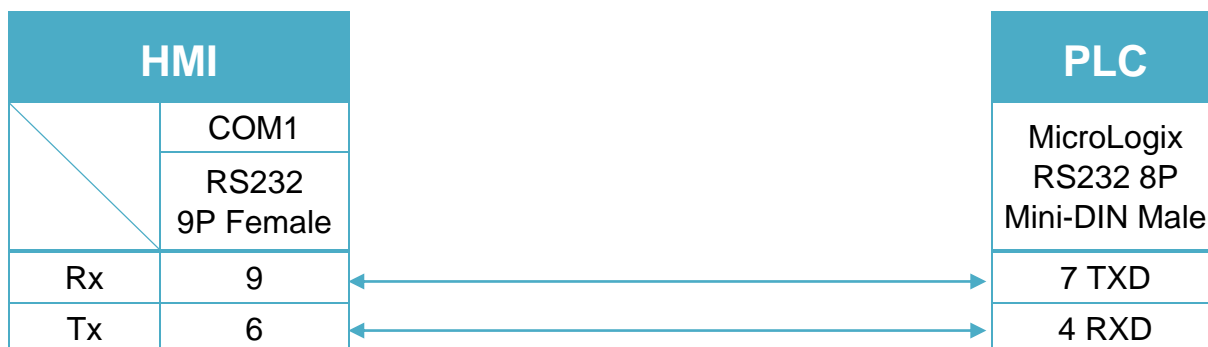 HMI
PLC
COM1
RS232
9P Female
MicroLogix
RS232 8P
Mini-DIN Male
Rx 9 7 TXD
Tx 6 4 RXD